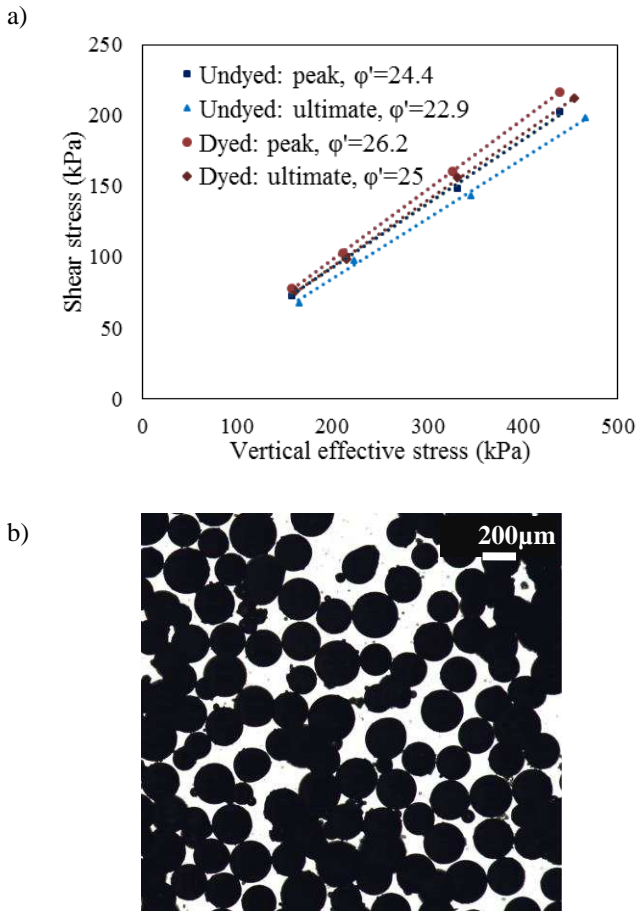 a)
250
200
150
100
50
0
Shear stress (kPa)
Undyed: peak, φ'=24.4
Undyed: ultimate, φ'=22.9
Dyed: peak, φ'=26.2
Dyed: ultimate, φ'=25
0 100 200 300 400 500
Vertical effective stress (kPa)
b)
200µm